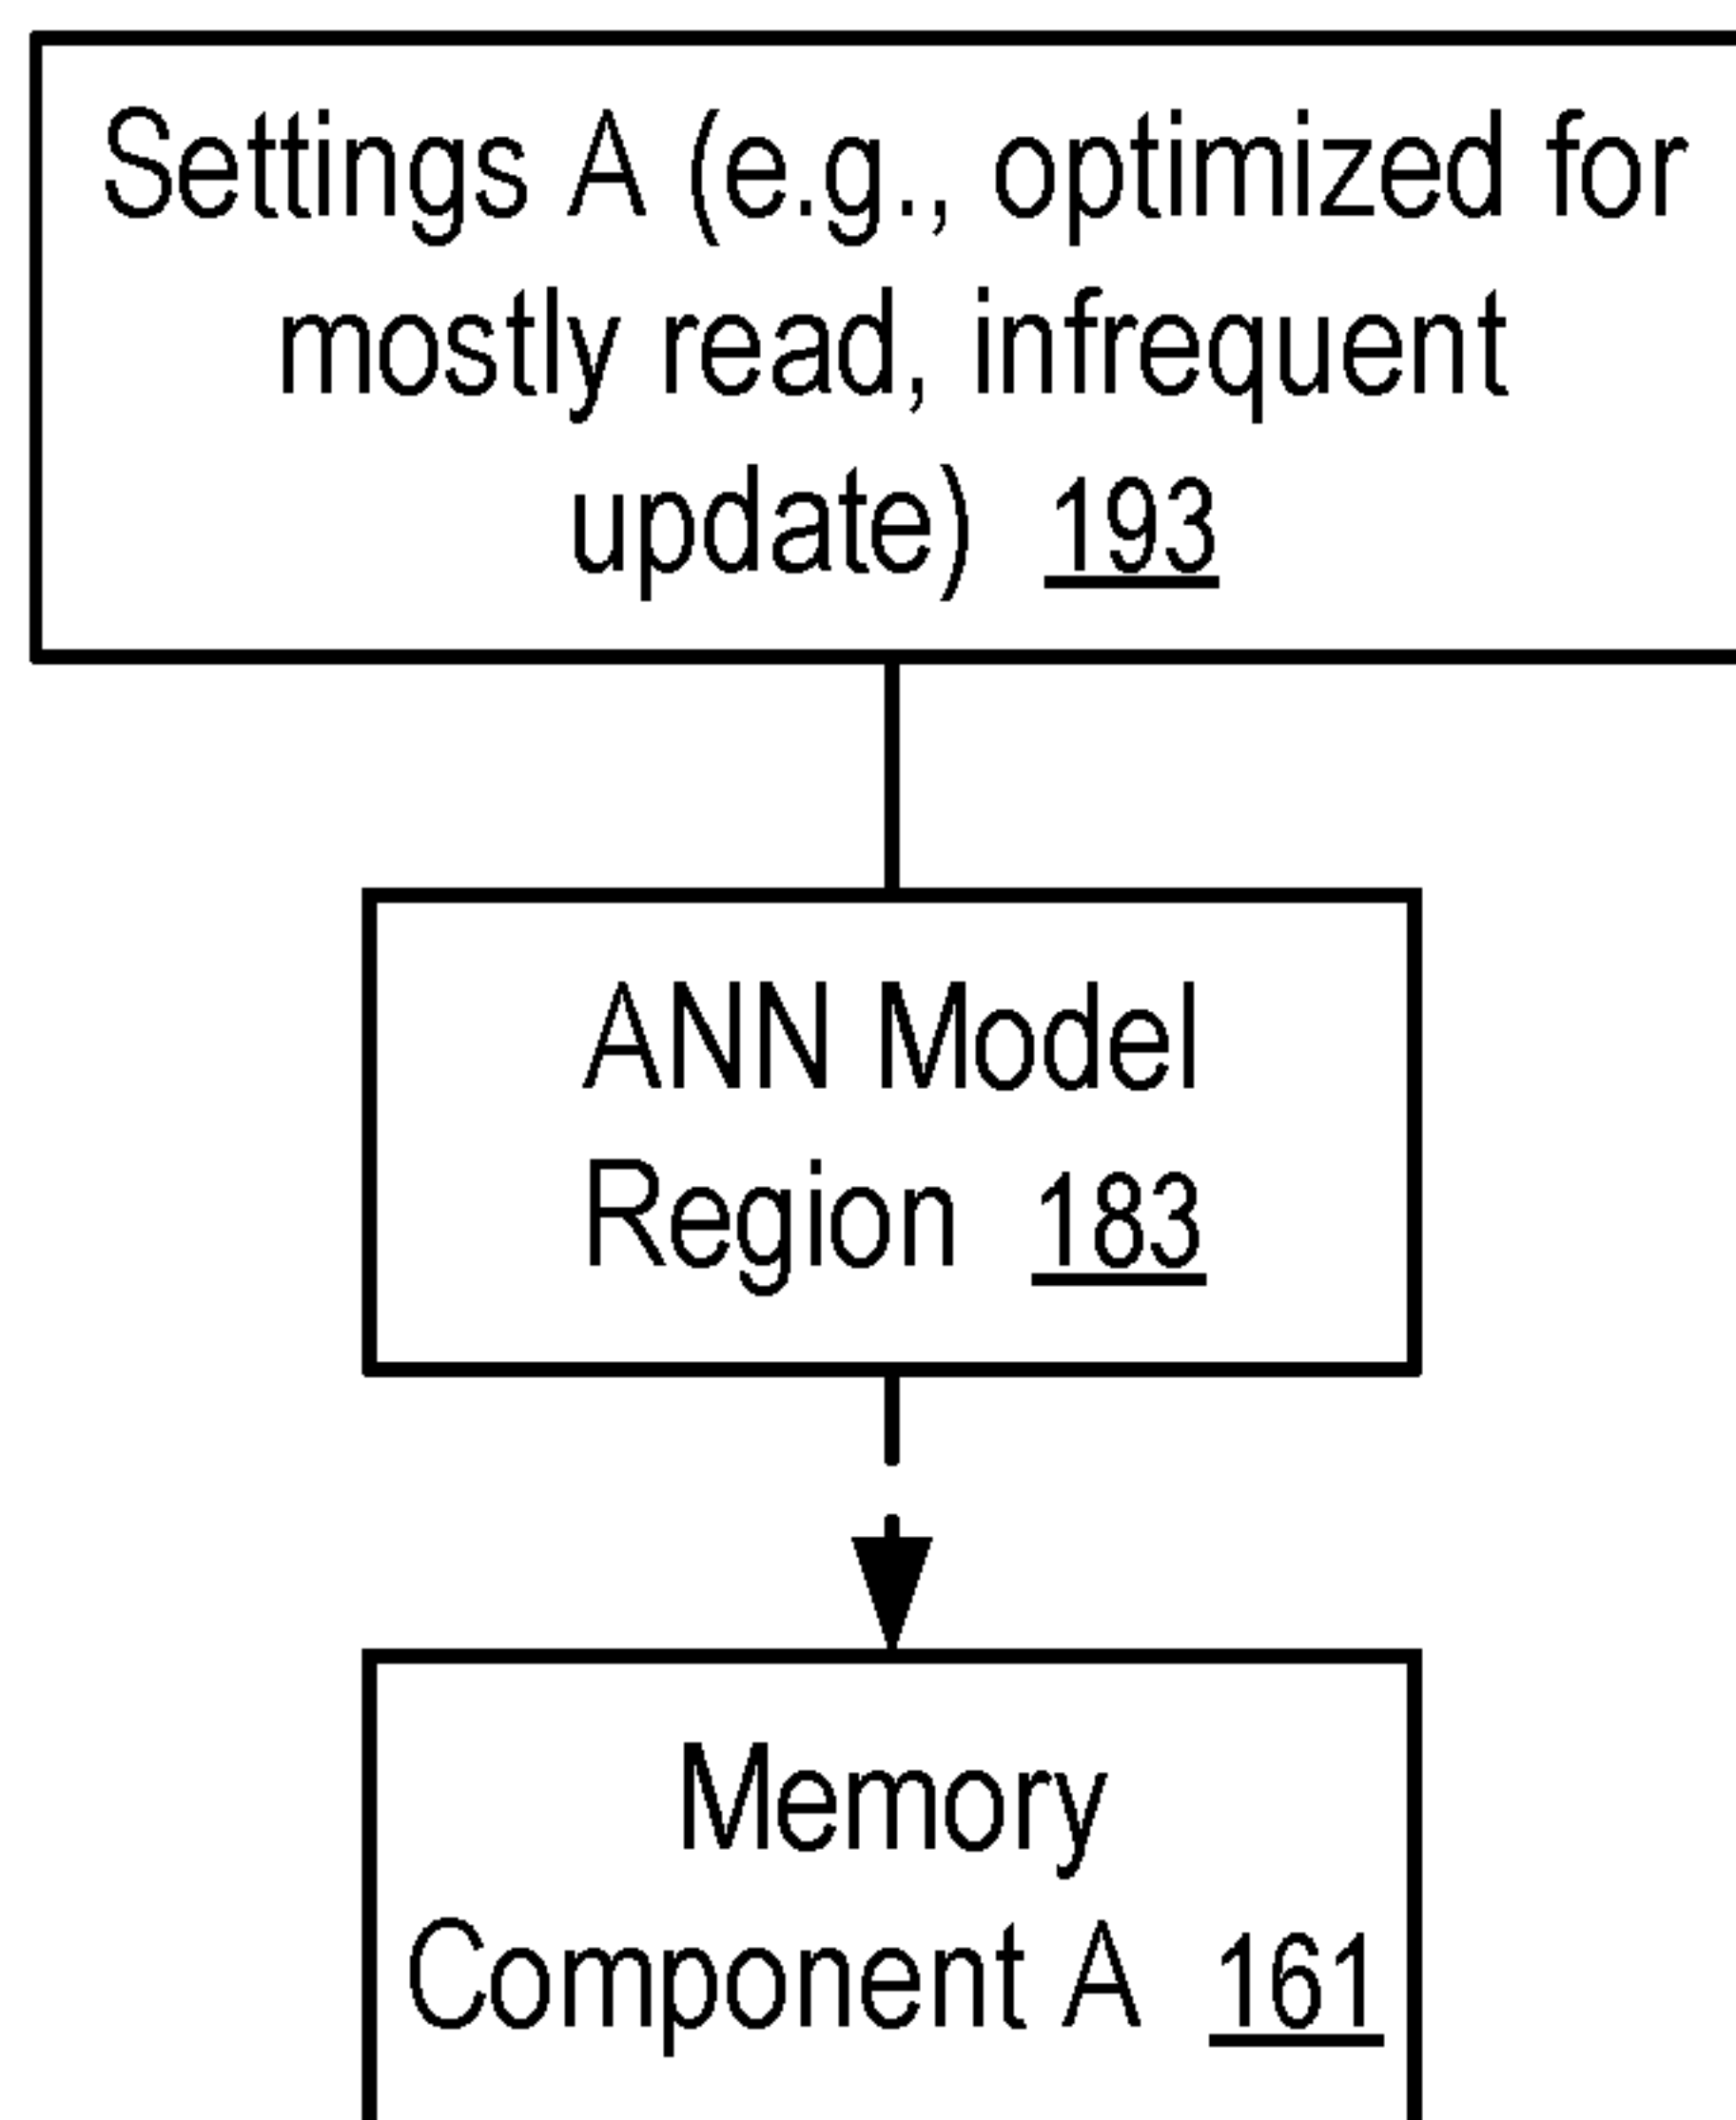 Settings A (e.g., optimized for
mostly read, infrequent
update) 193
ANN Model
Region 183
Memory
Component A 161